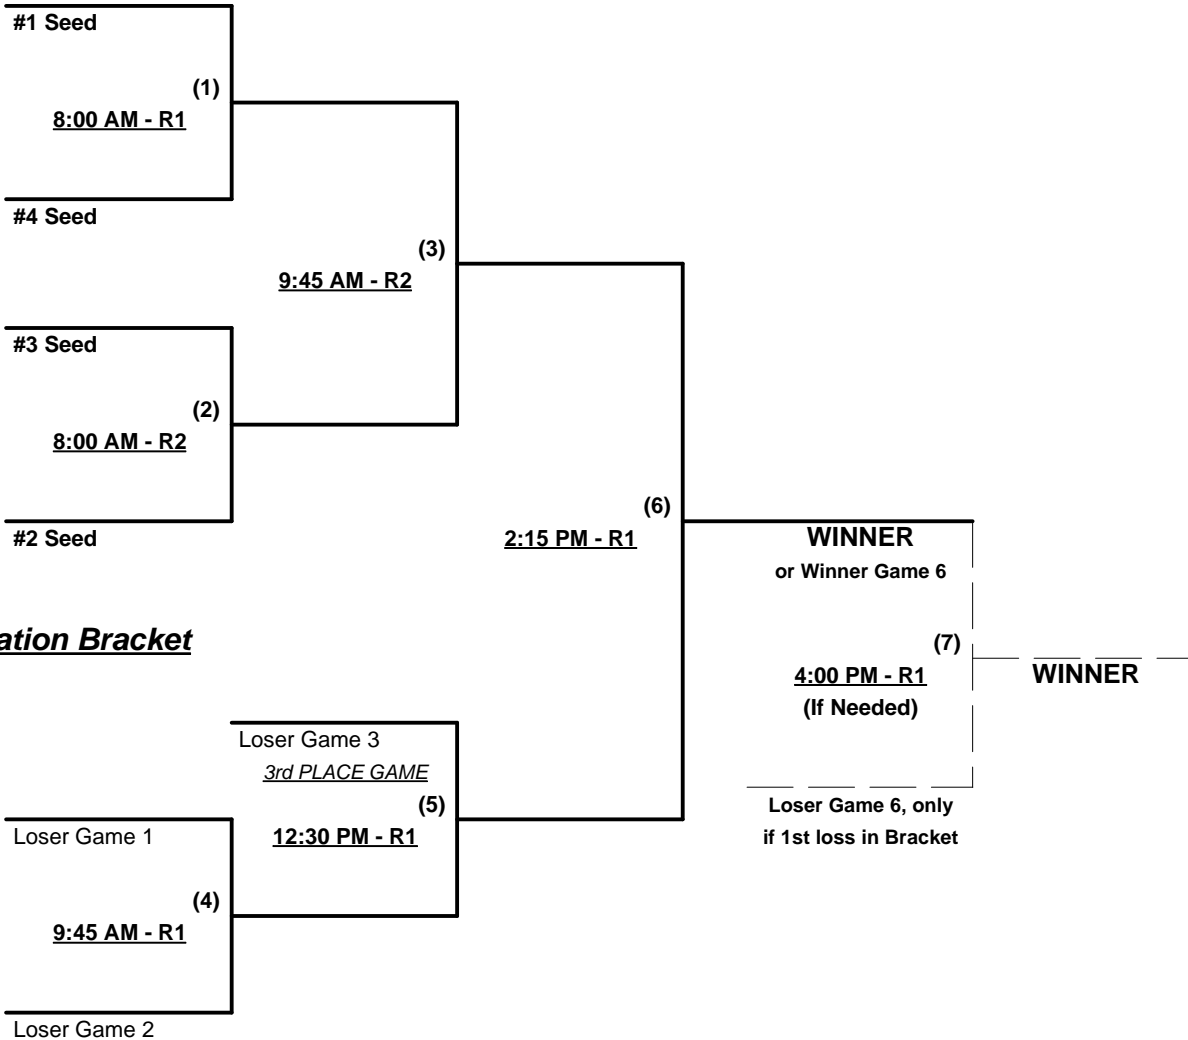 #1 Seed
(1)
8:00 AM - R1
#4 Seed
(3)
9:45 AM - R2
#3 Seed
(2)
8:00 AM - R2
#2 Seed
(6)
2:15 PM - R1
WINNER
or Winner Game 6
(7)
4:00 PM - R1
(If Needed)
WINNER
Loser Game 6, only
if 1st loss in Bracket
ation Bracket
Loser Game 3
3rd PLACE GAME
(5)
12:30 PM - R1
Loser Game 1
(4)
9:45 AM - R1
Loser Game 2